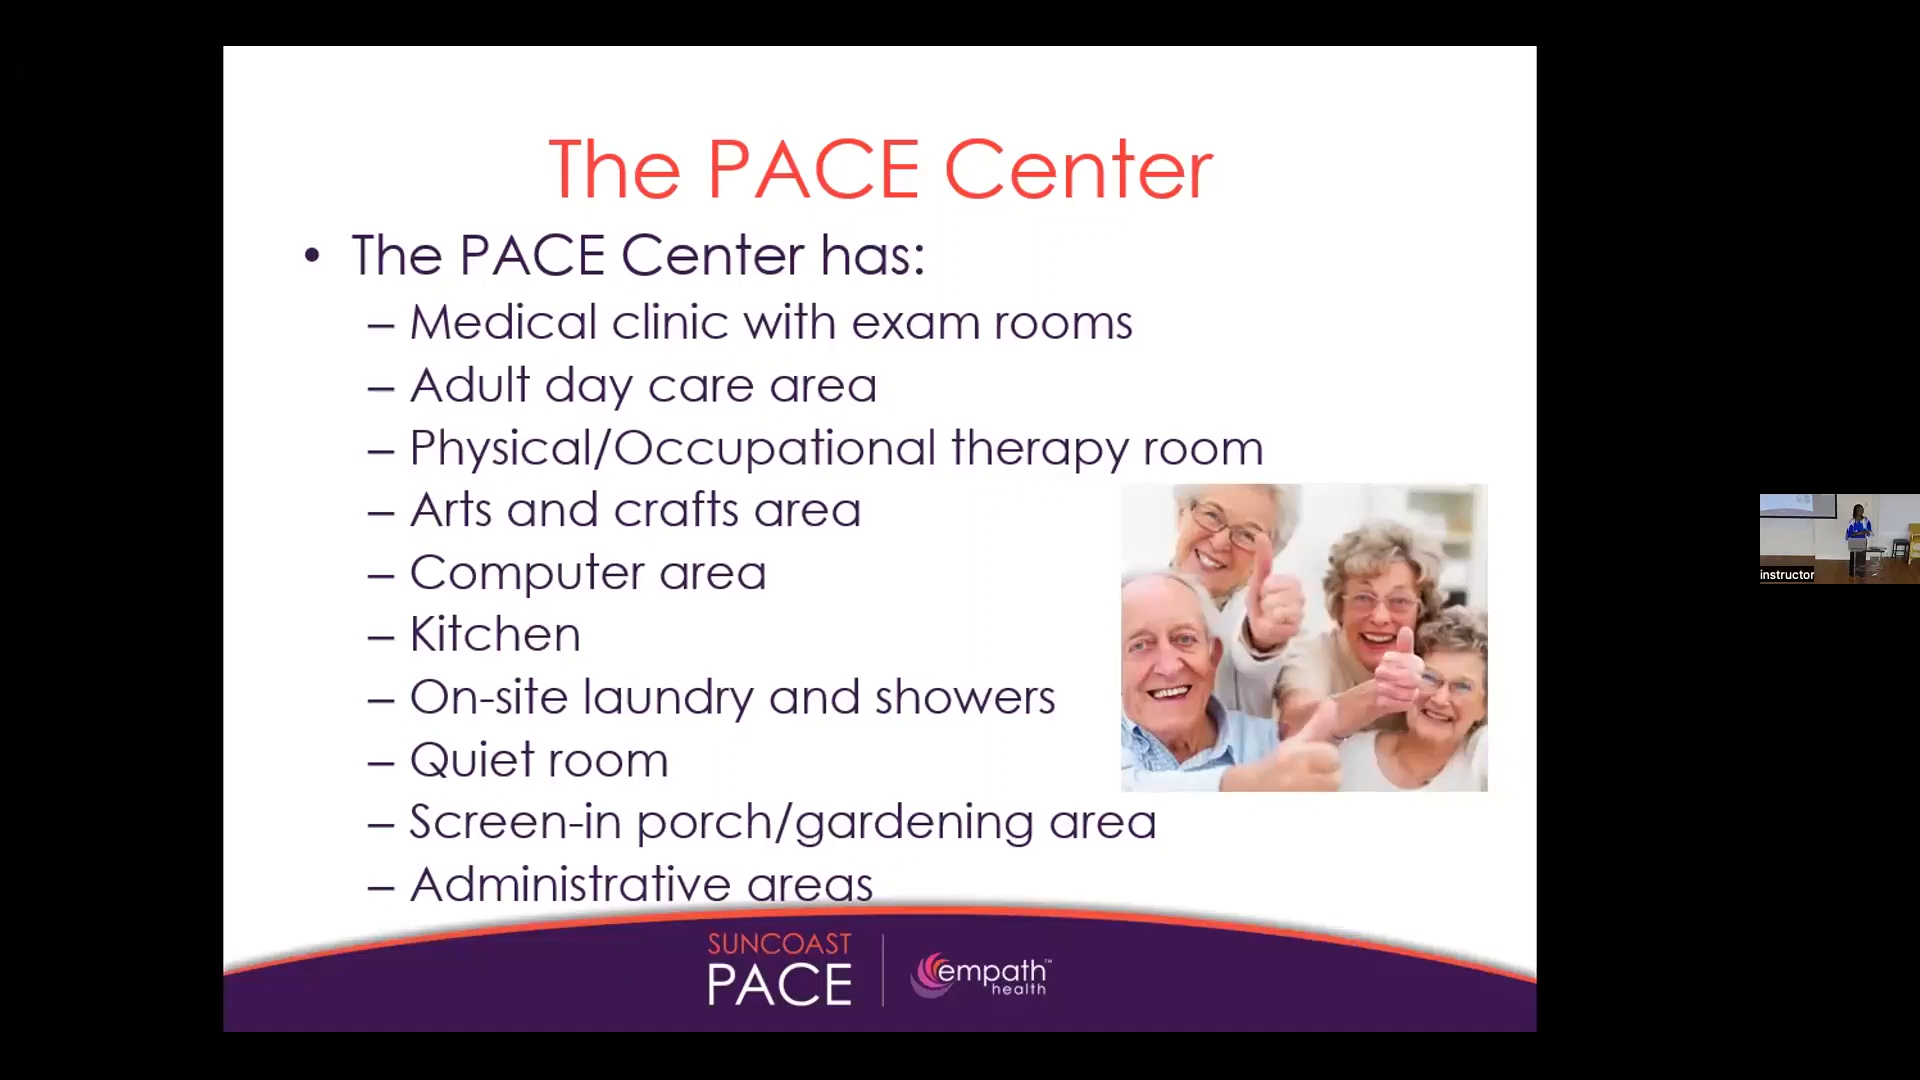 The PACE Center
• The PACE Center has:
– Medical clinic with exam rooms
– Adult day care area
– Physical/Occupational therapy room
– Arts and crafts area
– Computer area
– Kitchen
– On-site laundry and showers
– Quiet room
– Screen-in porch/gardening area
– Administrative areas
SUNCOAST
PACE
empath™
health
instructor